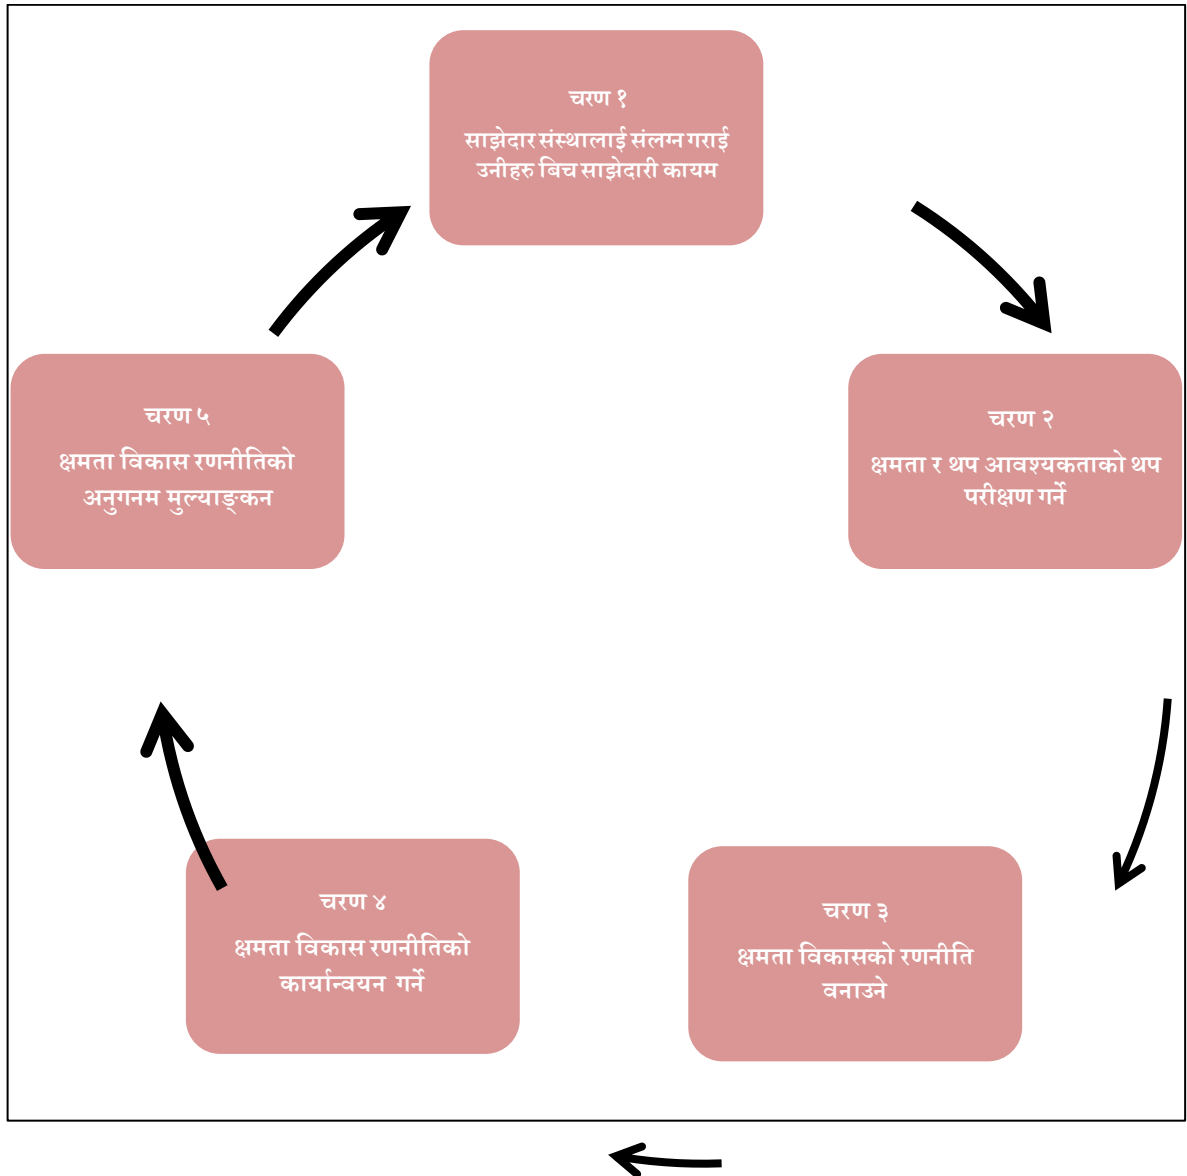 चरण १
साझेदार संस्थालाई संलग्न गराई
उनीहरु बिच साझेदारी कायम
चरण २
क्षमता र थप आवश्यकताको थप
परीक्षण गर्ने
चरण ३
क्षमता विकासको रणनीति
वनाउने
चरण ४
क्षमता विकास रणनीतिको
कार्यान्वयन गर्ने
चरण ५
क्षमता विकास रणनीतिको
अनुगनम मुल्याङ्कन